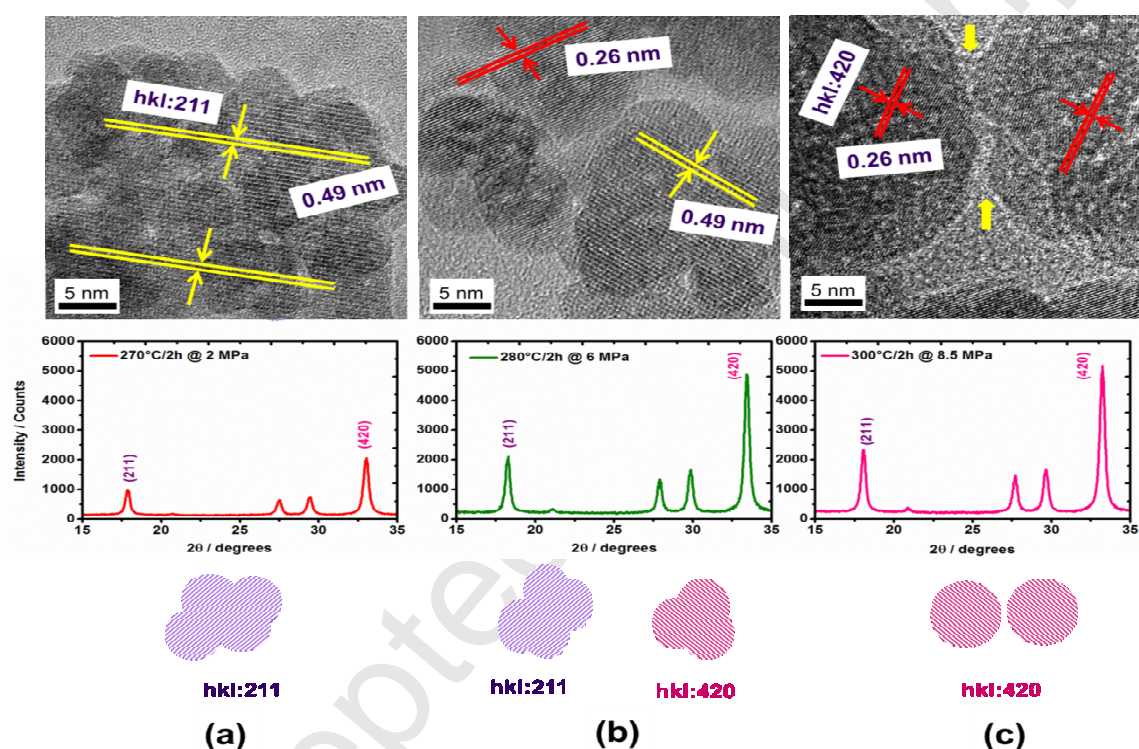 hkl:211
0.49 nm
5 nm
0.26 nm
0.49 nm
5 nm
hkl:420
0.26 nm
5 nm
Intensity / Counts
6000
5000
4000
3000
2000
1000
0
270°C/2h @ 2 MPa
(211)
(420)
15 20 25 30 35
2θ / degrees
6000
5000
4000
3000
2000
1000
0
280°C/2h @ 6 MPa
(211)
(420)
15 20 25 30 35
2θ / degrees
6000
5000
4000
3000
2000
1000
0
300°C/2h @ 8.5 MPa
(211)
(420)
15 20 25 30 35
2θ / degrees
hkl:211
hkl:211
hkl:420
hkl:420
(a)
(b)
(c)